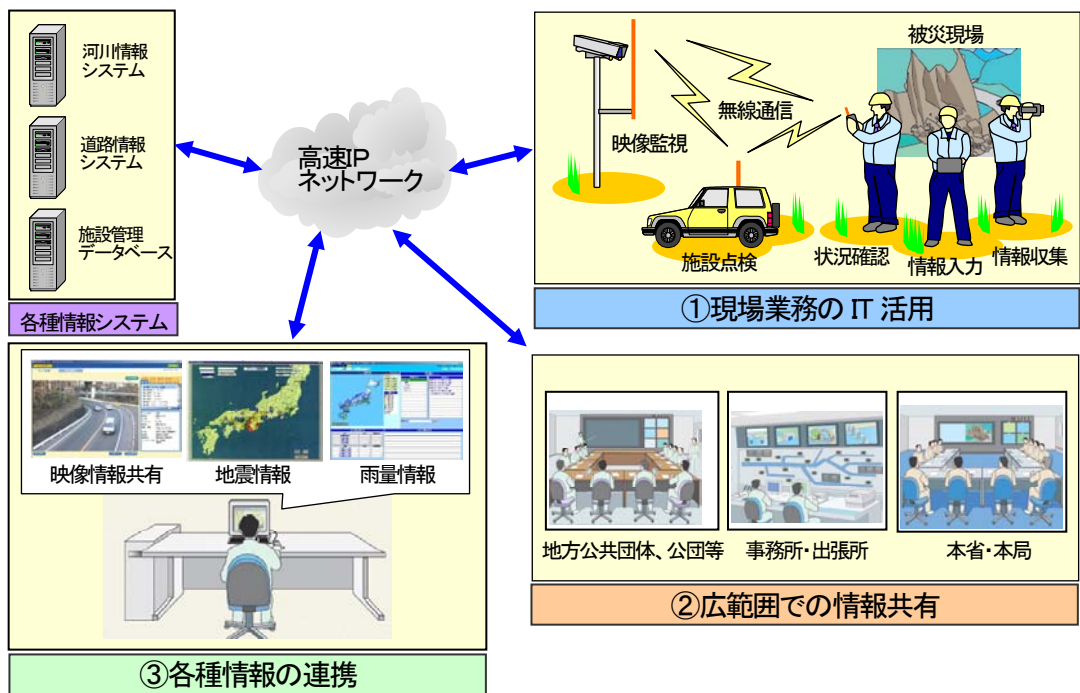 河川情報
システム
道路情報
システム
施設管理
データベース
各種情報システム
高速IP
ネットワーク
被災現場
無線通信
映像監視
施設点検
状況確認
情報入力
情報収集
①現場業務の IT 活用
映像情報共有
地震情報
雨量情報
③各種情報の連携
地方公共団体、公団等
事務所・出張所
本省・本局
②広範囲での情報共有